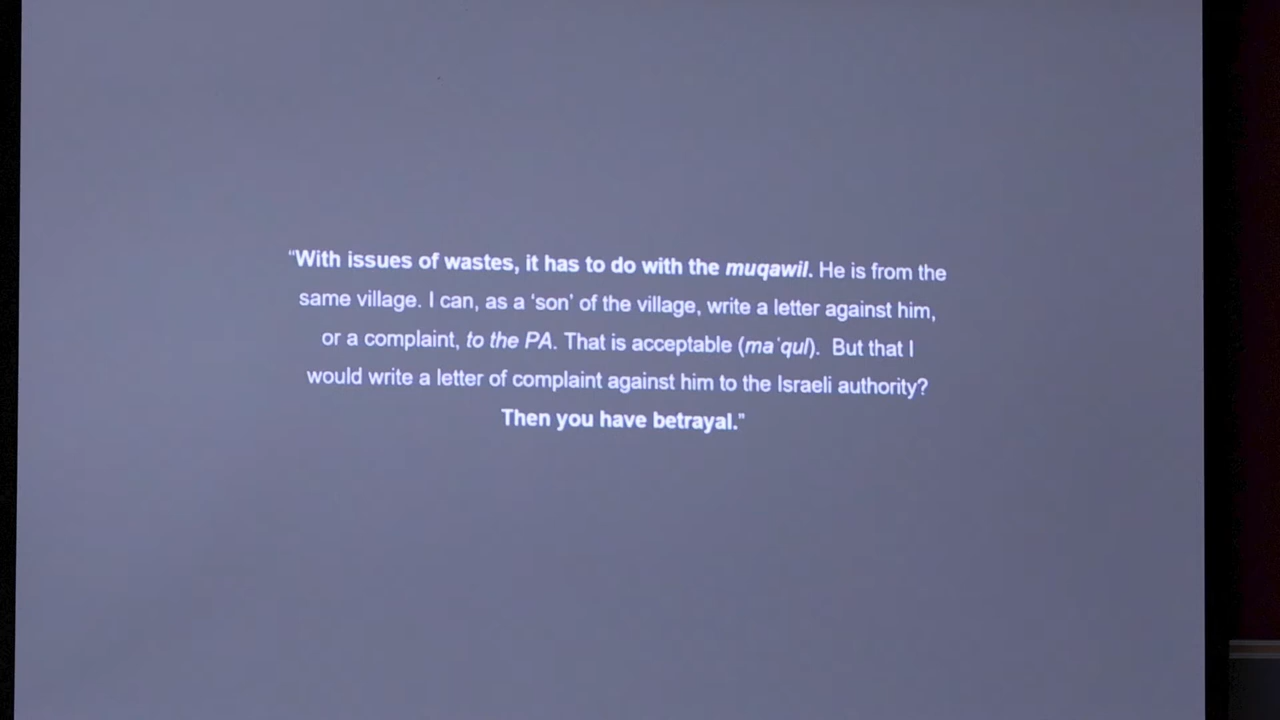 “With issues of wastes, it has to do with the muqawil. He is from the
same village. I can, as a ‘son’ of the village, write a letter against him,
or a complaint, to the PA. That is acceptable (ma‘qul).  But that I
would write a letter of complaint against him to the Israeli authority?
Then you have betrayal.”